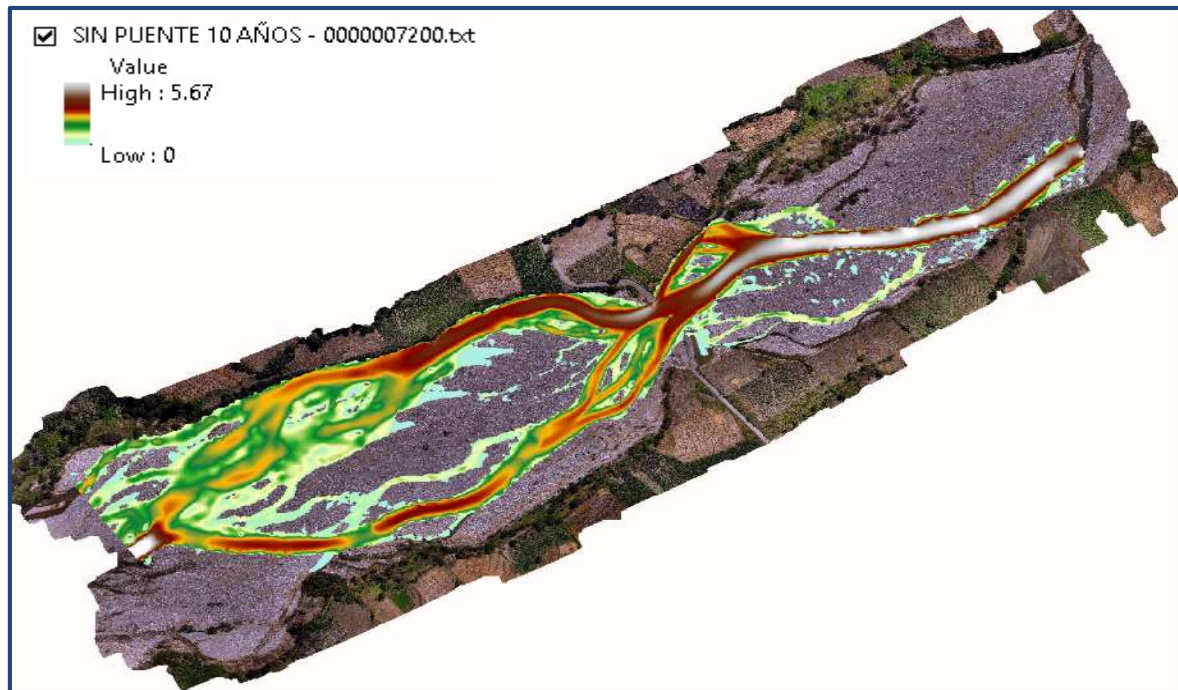 SIN PUENTE 10 AÑOS - 0000007200.txt
Value
High : 5.67
Low : 0